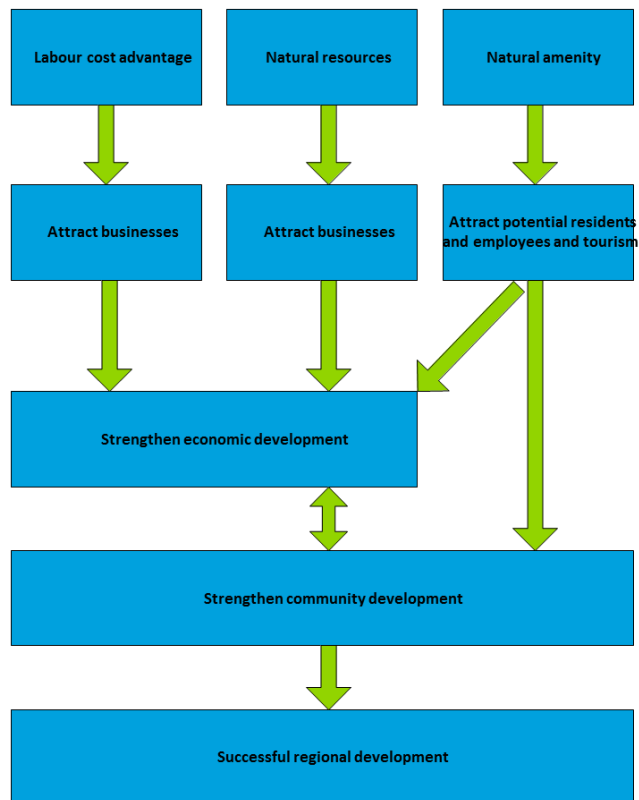 Labour cost advantage
Natural resources
Natural amenity
Attract businesses
Attract businesses
Attract potential residents
and employees and tourism
Strengthen economic development
Strengthen community development
Successful regional development